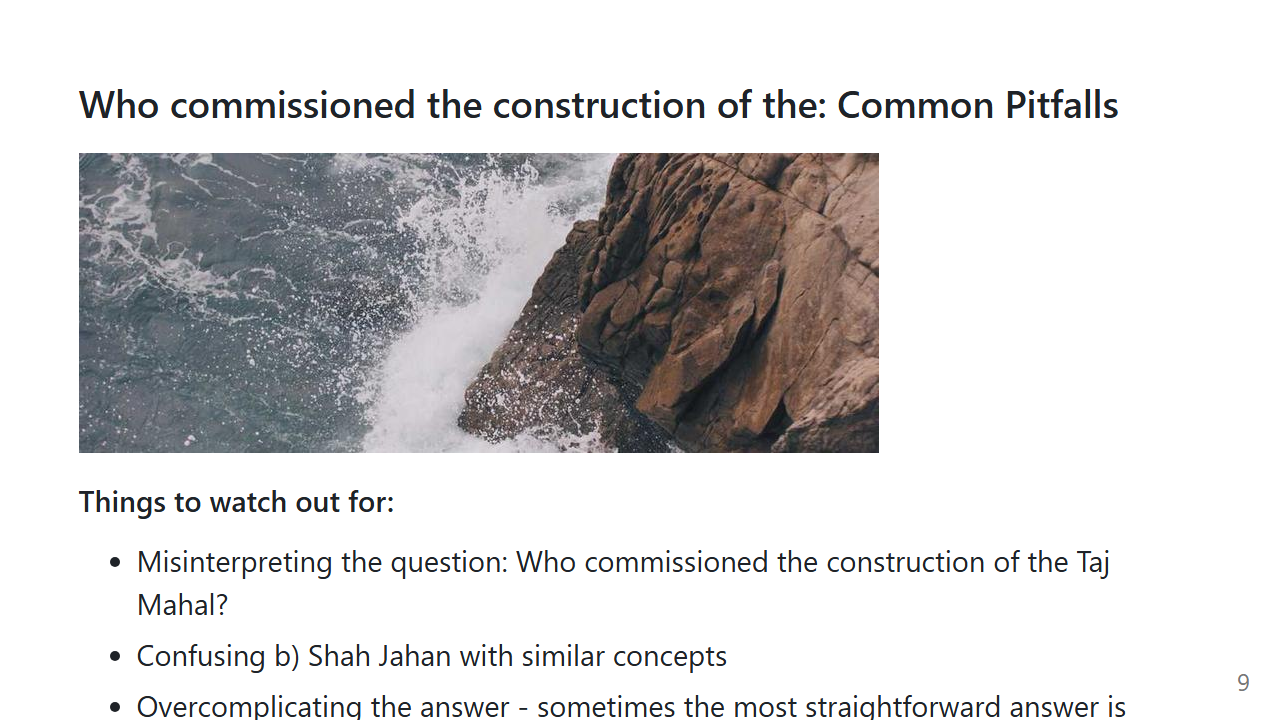 Who commissioned the construction of the: Common Pitfalls
Things to watch out for:
• Misinterpreting the question: Who commissioned the construction of the Taj
Mahal?
• Confusing b) Shah Jahan with similar concepts
• Overcomplicating the answer - sometimes the most straightforward answer is
9